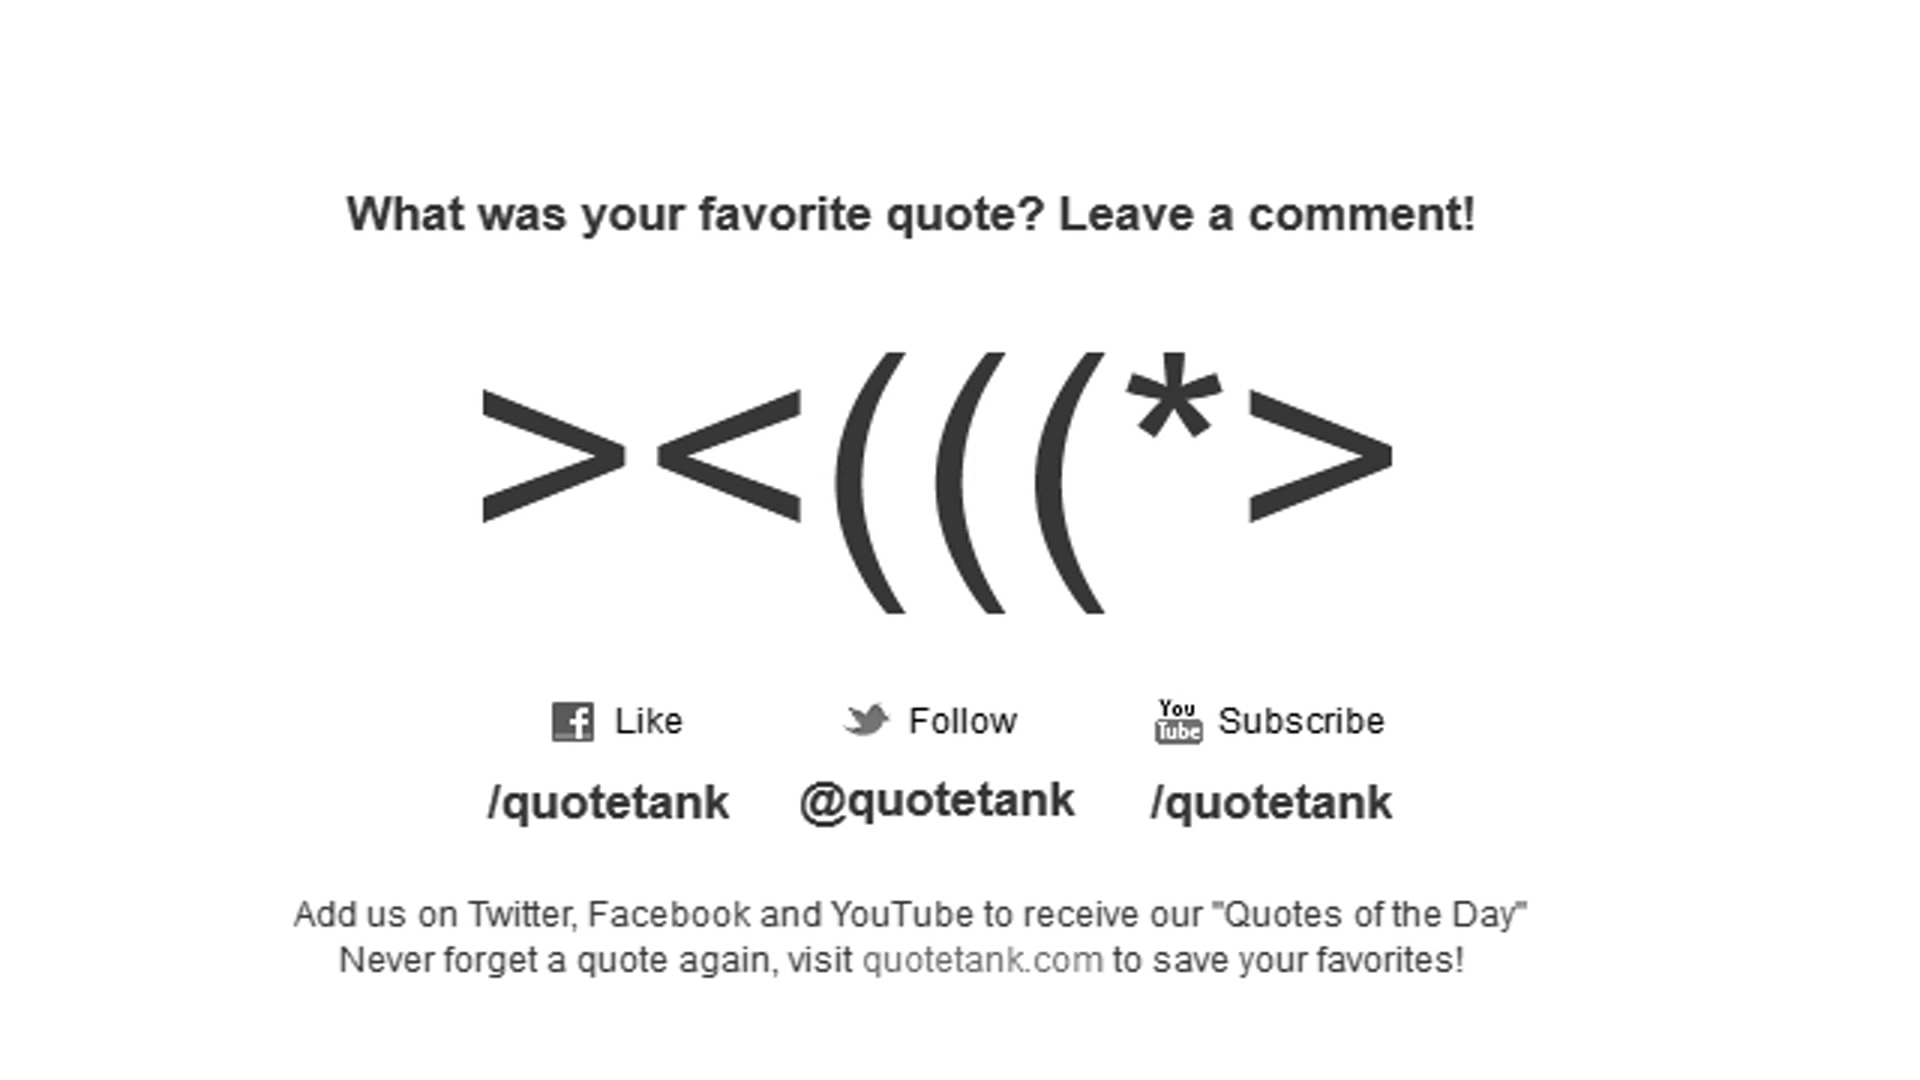 What was your favorite quote? Leave a comment!
><(((*>
f Like Follow You Tube Subscribe
/quotetank @quotetank /quotetank
Add us on Twitter, Facebook and YouTube to receive our "Quotes of the Day"
Never forget a quote again, visit quotetank.com to save your favorites!